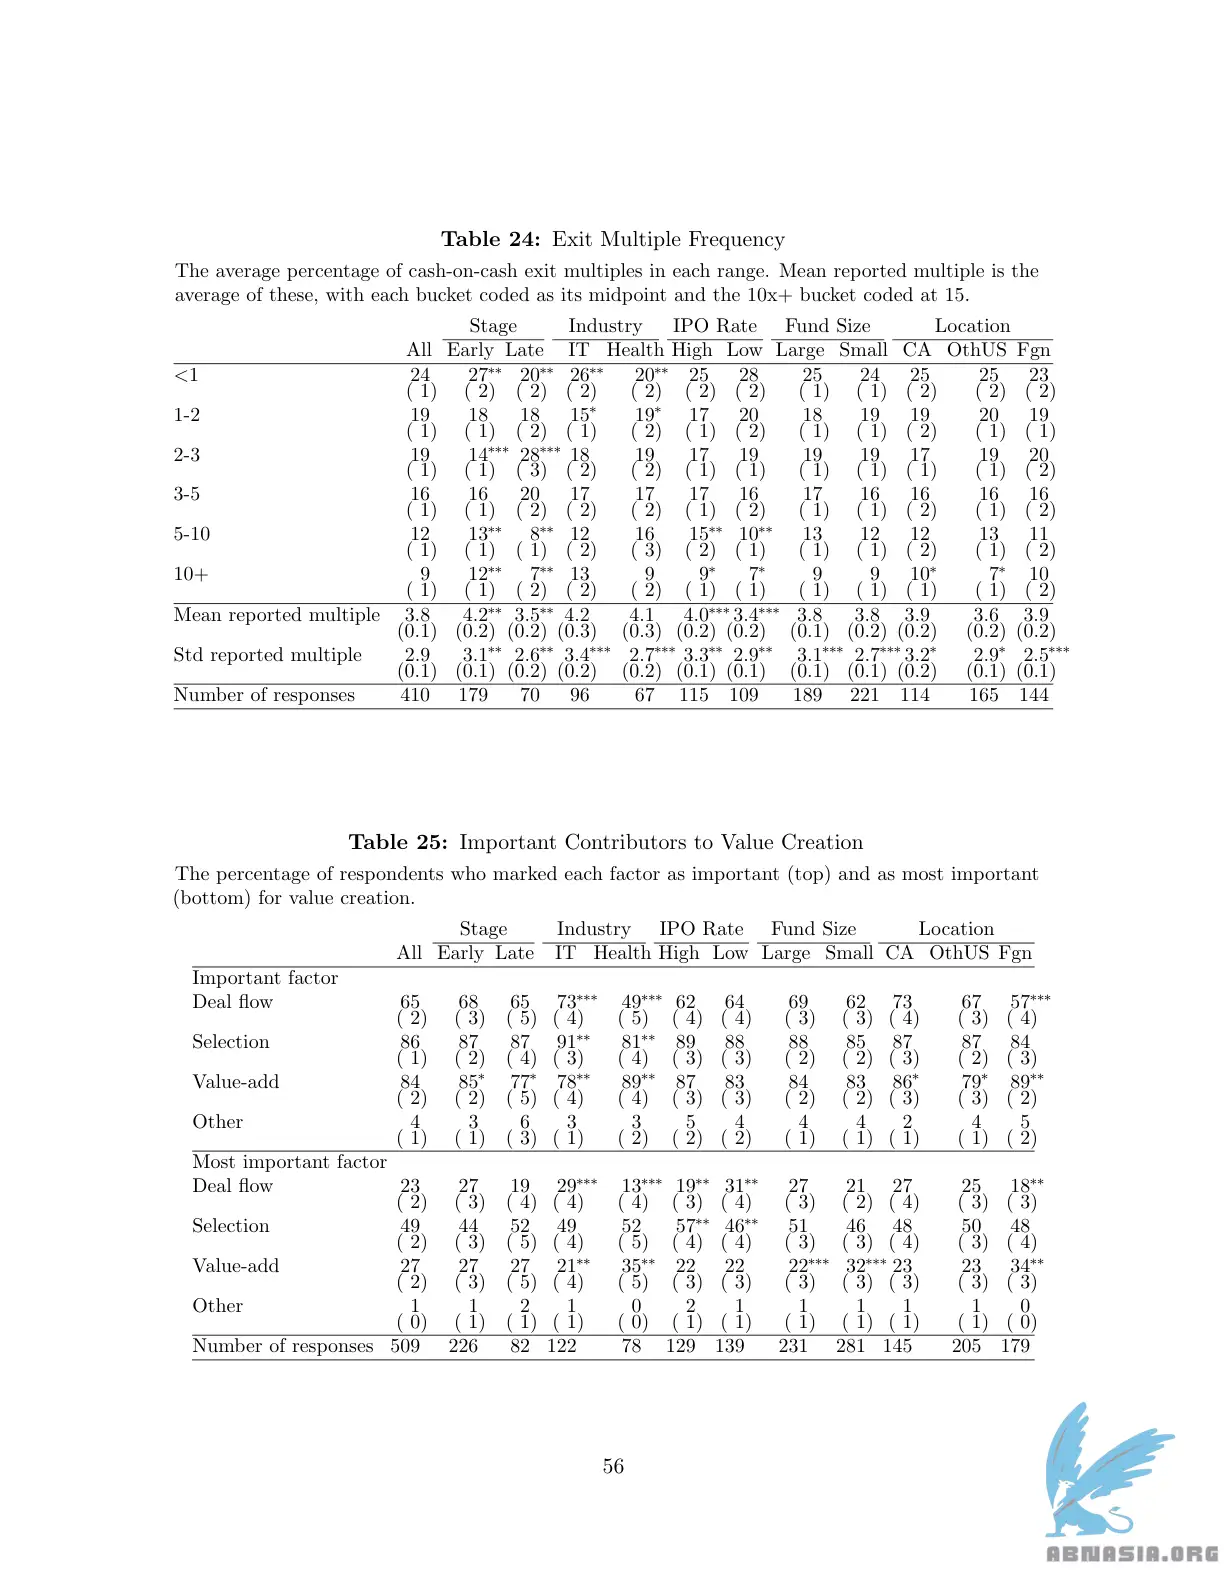 Table 24: Exit Multiple Frequency
The average percentage of cash-on-cash exit multiples in each range. Mean reported multiple is the
average of these, with each bucket coded as its midpoint and the 10x+ bucket coded at 15.
Stage Industry IPO Rate Fund Size Location
All Early Late IT Health High Low Large Small CA OthUS Fgn
<1 24 27** 20** 26** 20** 25 28 25 24 25 25 23
( 1) ( 2) ( 2) ( 2) ( 2) ( 2) ( 2) ( 1) ( 1) ( 2) ( 2) ( 2)
1-2 19 18 18 15* 19* 17 20 18 19 19 20 19
( 1) ( 1) ( 2) ( 1) ( 2) ( 1) ( 2) ( 1) ( 1) ( 2) ( 1) ( 1)
2-3 19 14*** 28*** 18 19 17 19 19 19 17 19 20
( 1) ( 1) ( 3) ( 2) ( 2) ( 1) ( 1) ( 1) ( 1) ( 1) ( 1) ( 2)
3-5 16 16 20 17 17 17 16 17 16 16 16 16
( 1) ( 1) ( 2) ( 2) ( 2) ( 1) ( 2) ( 1) ( 1) ( 2) ( 1) ( 2)
5-10 12 13** 8** 12 16 15** 10** 13 12 12 13 11
( 1) ( 1) ( 1) ( 2) ( 3) ( 2) ( 1) ( 1) ( 1) ( 2) ( 1) ( 2)
10+ 9 12** 7** 13 9 9* 7* 9 9 10* 7* 10
( 1) ( 1) ( 2) ( 2) ( 2) ( 1) ( 1) ( 1) ( 1) ( 1) ( 1) ( 2)
Mean reported multiple 3.8 4.2** 3.5** 4.2 4.1 4.0*** 3.4*** 3.8 3.8 3.9 3.6 3.9
(0.1) (0.2) (0.2) (0.3) (0.3) (0.2) (0.2) (0.1) (0.2) (0.2) (0.2) (0.2)
Std reported multiple 2.9 3.1** 2.6** 3.4*** 2.7*** 3.3** 2.9** 3.1*** 2.7*** 3.2* 2.9* 2.5***
(0.1) (0.1) (0.2) (0.2) (0.2) (0.1) (0.1) (0.1) (0.1) (0.2) (0.1) (0.1)
Number of responses 410 179 70 96 67 115 109 189 221 114 165 144
Table 25: Important Contributors to Value Creation
The percentage of respondents who marked each factor as important (top) and as most important
(bottom) for value creation.
Stage Industry IPO Rate Fund Size Location
All Early Late IT Health High Low Large Small CA OthUS Fgn
Important factor
Deal flow 65 68 65 73*** 49*** 62 64 69 62 73 67 57***
( 2) ( 3) ( 5) ( 4) ( 5) ( 4) ( 4) ( 3) ( 3) ( 4) ( 3) ( 4)
Selection 86 87 87 91** 81** 89 88 88 85 87 87 84
( 1) ( 2) ( 4) ( 3) ( 4) ( 3) ( 3) ( 2) ( 2) ( 3) ( 2) ( 3)
Value-add 84 85* 77* 78** 89** 87 83 84 83 86* 79* 89**
( 2) ( 2) ( 5) ( 4) ( 4) ( 3) ( 3) ( 2) ( 2) ( 3) ( 3) ( 2)
Other 4 3 6 3 3 5 4 4 4 2 4 5
( 1) ( 1) ( 3) ( 1) ( 2) ( 2) ( 2) ( 1) ( 1) ( 1) ( 1) ( 2)
Most important factor
Deal flow 23 27 19 29*** 13*** 19** 31** 27 21 27 25 18**
( 2) ( 3) ( 4) ( 4) ( 4) ( 3) ( 4) ( 3) ( 2) ( 4) ( 3) ( 3)
Selection 49 44 52 49 52 57** 46** 51 46 48 50 48
( 2) ( 3) ( 5) ( 4) ( 5) ( 4) ( 4) ( 3) ( 3) ( 4) ( 3) ( 4)
Value-add 27 27 27 21** 35** 22 22 22*** 32*** 23 23 34**
( 2) ( 3) ( 5) ( 4) ( 5) ( 3) ( 3) ( 3) ( 3) ( 3) ( 3) ( 3)
Other 1 1 2 1 0 2 1 1 1 1 1 0
( 0) ( 1) ( 1) ( 1) ( 0) ( 1) ( 1) ( 1) ( 1) ( 1) ( 1) ( 0)
Number of responses 509 226 82 122 78 129 139 231 281 145 205 179
56
ABNASIA.ORG